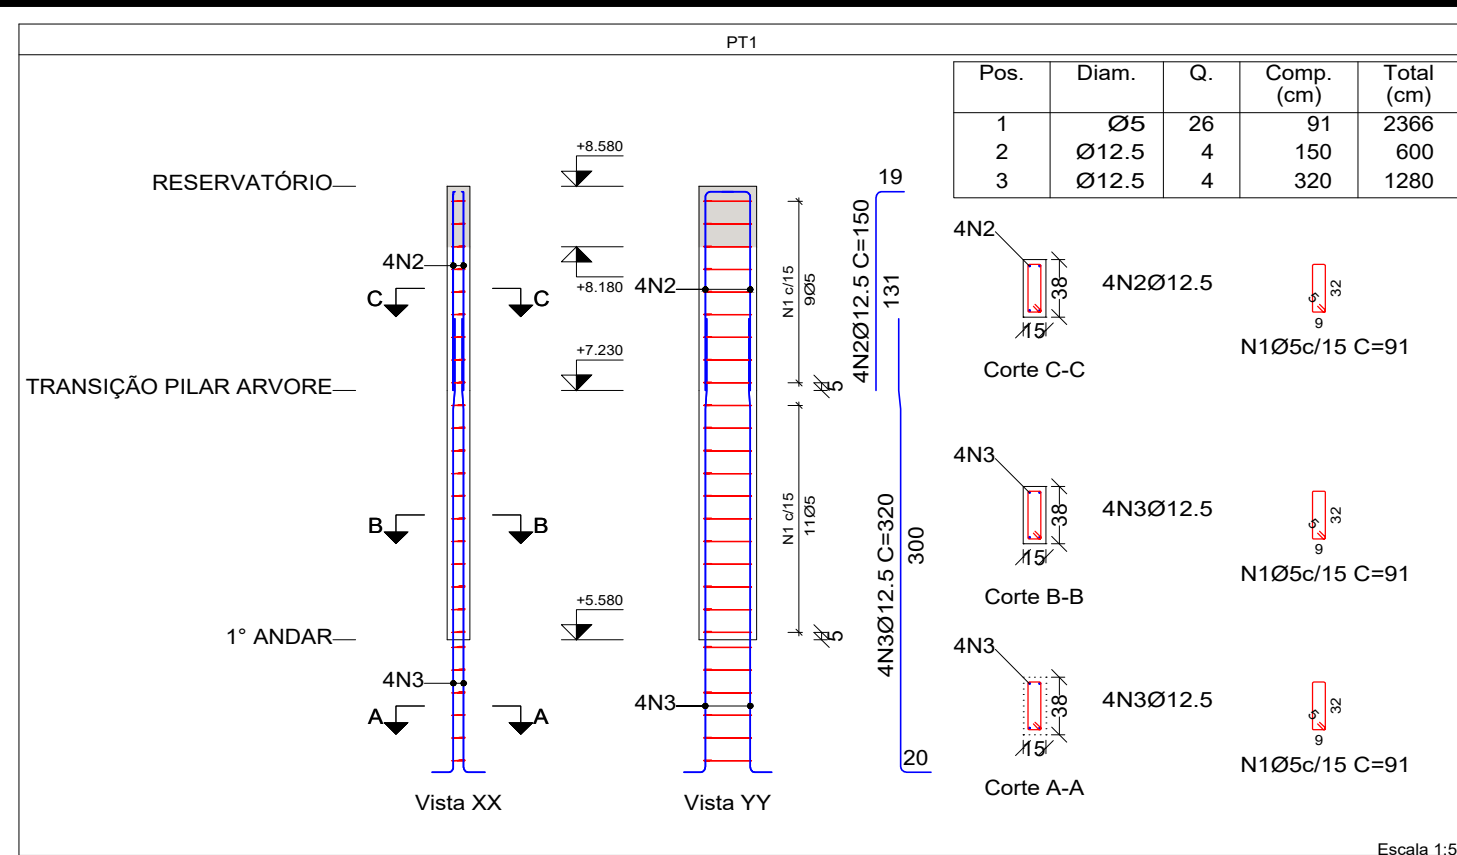 PT1
Pos. Diam. Q. Comp. (cm) Total (cm)
1 Ø5 26 91 2366
2 Ø12.5 4 150 600
3 Ø12.5 4 320 1280
RESERVATÓRIO
TRANSIÇÃO PILAR ARVORE
1° ANDAR
4N2
C C
B B
4N3
A A
Vista XX
+8.580
+8.180
+7.230
+5.580
4N2
4N3
Vista YY
N1 c/15
9Ø5
5
N1 c/15
11Ø5
5
19
4N2Ø12.5 C=150
131
4N3Ø12.5 C=320
300
20
4N2
38
15
4N2Ø12.5
Corte C-C
5
32
9
N1Ø5c/15 C=91
4N3
38
15
4N3Ø12.5
Corte B-B
5
32
9
N1Ø5c/15 C=91
4N3
38
15
4N3Ø12.5
Corte A-A
5
32
9
N1Ø5c/15 C=91
Escala 1:5